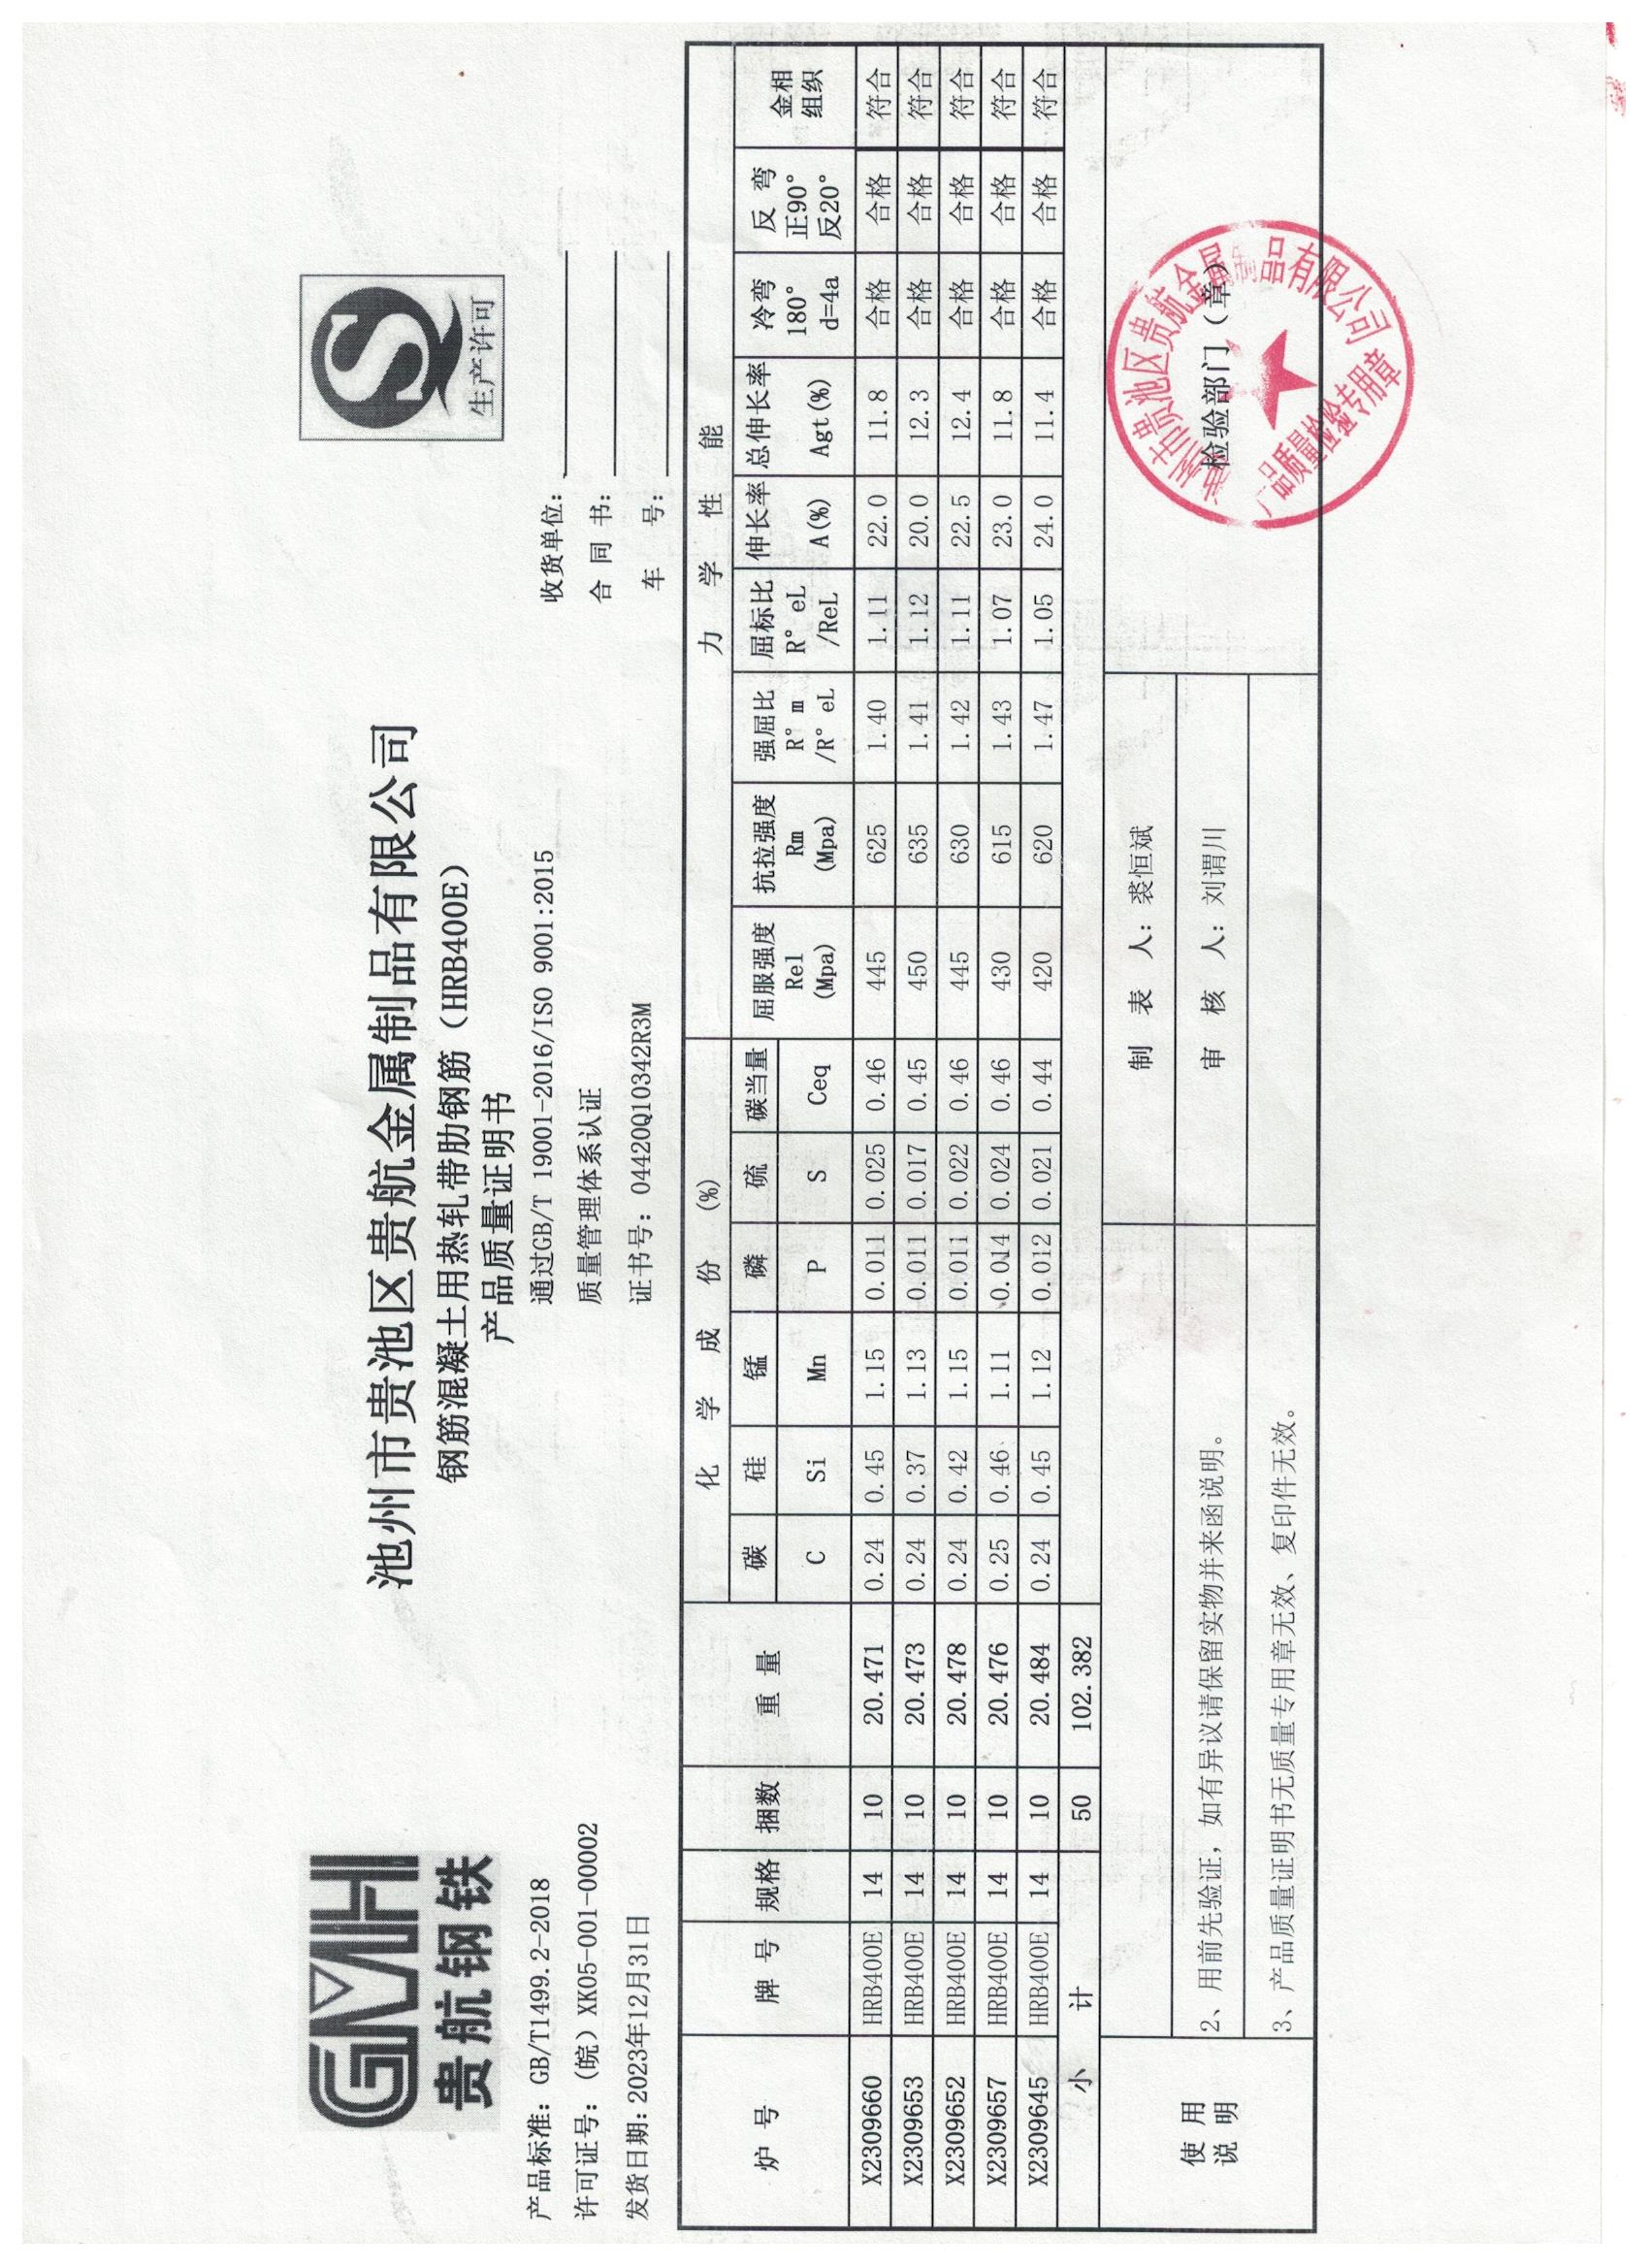 GMHI
贵航钢铁
生产许可
池州市贵池区贵航金属制品有限公司
钢筋混凝土用热轧带肋钢筋（HRB400E）
产品质量证明书
产品标准：GB/T1499.2-2018 通过GB/T 19001-2016/ISO 9001:2015 收货单位：
许可证号：（皖）XK05-001-00002 质量管理体系认证 合同书：
发货日期：2023年12月31日 证书号：04420Q10342R3M 车号：
炉号 牌号 规格 捆数 重量 化学成份(%) 力学性能
碳 硅 锰 磷 硫 碳当量 屈服强度 抗拉强度 强屈比 屈标比 伸长率 总伸长率 冷弯 反弯 金相
C Si Mn P S Ceq Rel Rm R°m R°eL A(%) Agt(%) 180° 正90° 组织
(Mpa) (Mpa) /R°eL /ReL d=4a 反20°
X2309660 HRB400E 14 10 20.471 0.24 0.45 1.15 0.011 0.025 0.46 445 625 1.40 1.11 22.0 11.8 合格 合格 符合
X2309653 HRB400E 14 10 20.473 0.24 0.37 1.13 0.011 0.017 0.45 450 635 1.41 1.12 20.0 12.3 合格 合格 符合
X2309652 HRB400E 14 10 20.478 0.24 0.42 1.15 0.011 0.022 0.46 445 630 1.42 1.11 22.5 12.4 合格 合格 符合
X2309657 HRB400E 14 10 20.476 0.25 0.46 1.11 0.014 0.024 0.46 430 615 1.43 1.07 23.0 11.8 合格 合格 符合
X2309645 HRB400E 14 10 20.484 0.24 0.45 1.12 0.012 0.021 0.44 420 620 1.47 1.05 24.0 11.4 合格 合格 符合
小计 50 102.382
使用说明
制表人：裘恒斌
2、用前先验证，如有异议请保留实物并来函说明。 审核人：刘谓川
3、产品质量证明书无质量专用章无效、复印件无效。
检验部门（章）
池州市贵池区贵航金属制品有限公司
产品质量检验专用章